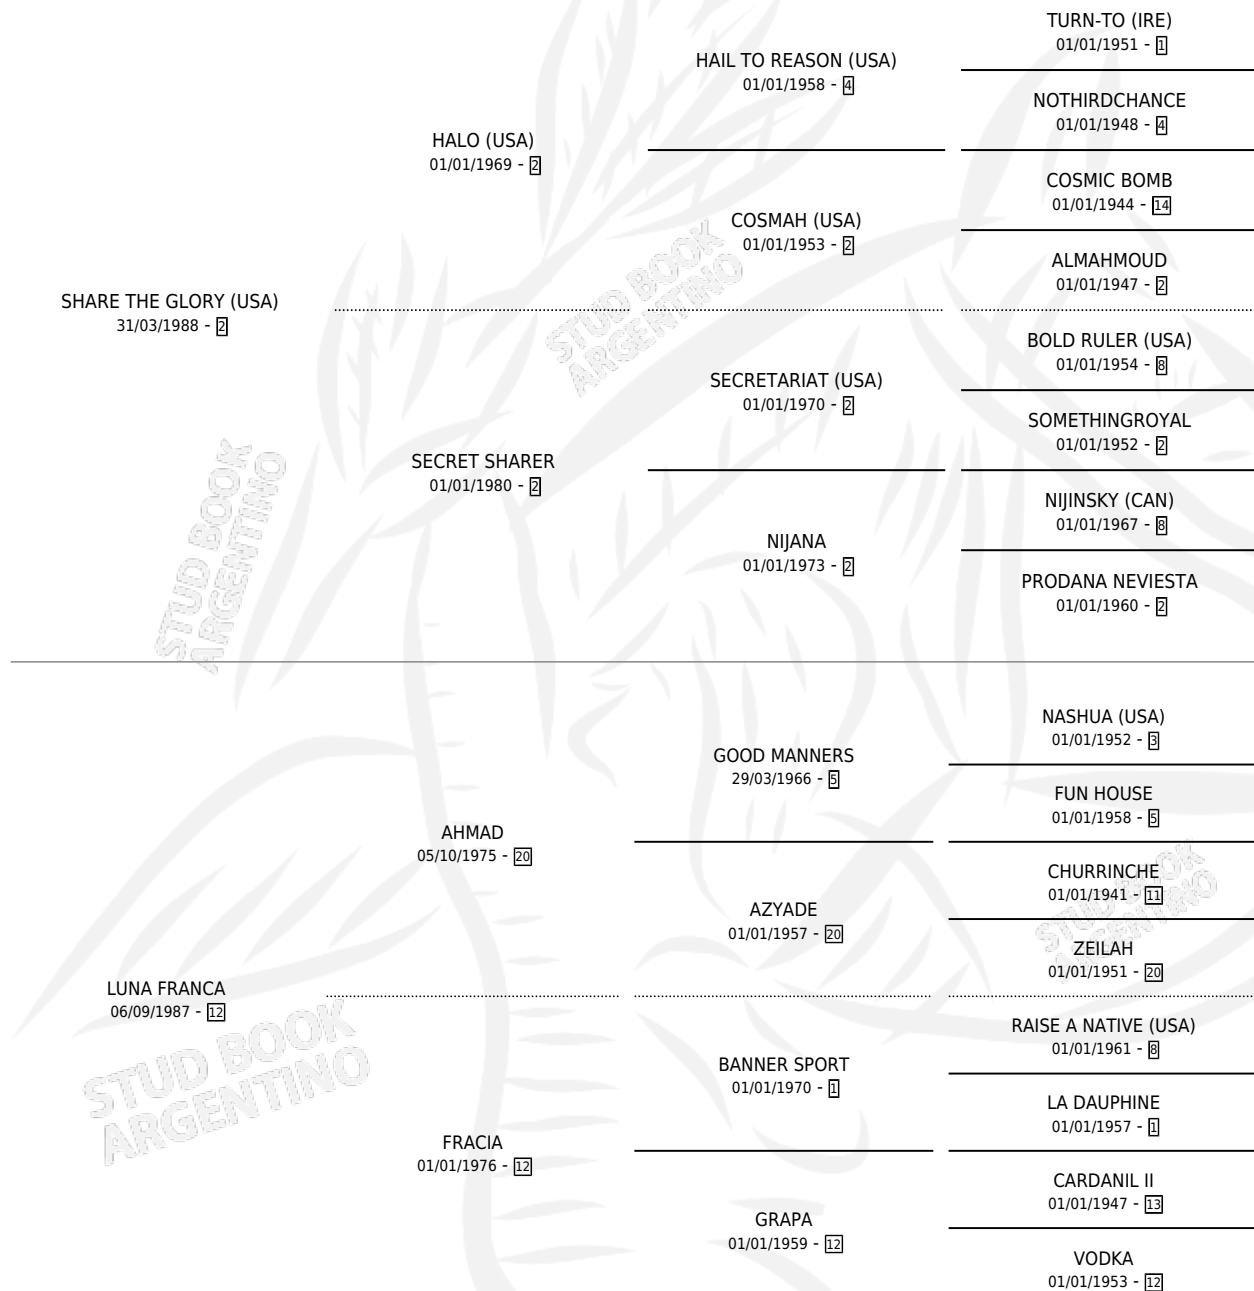 TURN-TO (IRE)
01/01/1951 - 1
HAIL TO REASON (USA)
01/01/1958 - 4
NOTHIRDCHANCE
01/01/1948 - 4
HALO (USA)
01/01/1969 - 2
COSMIC BOMB
01/01/1944 - 14
COSMAH (USA)
01/01/1953 - 2
ALMAHMOUD
01/01/1947 - 2
SHARE THE GLORY (USA)
31/03/1988 - 2
STUD BOOK
ARGENTINO
BOLD RULER (USA)
01/01/1954 - 8
SECRETARIAT (USA)
01/01/1970 - 2
SOMETHINGROYAL
01/01/1952 - 2
SECRET SHARER
01/01/1980 - 2
NIJINSKY (CAN)
01/01/1967 - 8
NIJANA
01/01/1973 - 2
PRODANA NEVIESTA
01/01/1960 - 2
STUD BOOK
ARGENTINO
NASHUA (USA)
01/01/1952 - 3
GOOD MANNERS
29/03/1966 - 5
FUN HOUSE
01/01/1958 - 5
AHMAD
05/10/1975 - 20
CHURRINCHE
01/01/1941 - 11
AZYADE
01/01/1957 - 20
STUD BOOK
ARGENTINO
ZEILAH
01/01/1951 - 20
LUNA FRANCA
06/09/1987 - 12
RAISE A NATIVE (USA)
01/01/1961 - 8
BANNER SPORT
01/01/1970 - 1
STUD BOOK
ARGENTINO
LA DAUPHINE
01/01/1957 - 1
FRACIA
01/01/1976 - 12
CARDANIL II
01/01/1947 - 13
GRAPA
01/01/1959 - 12
VODKA
01/01/1953 - 12